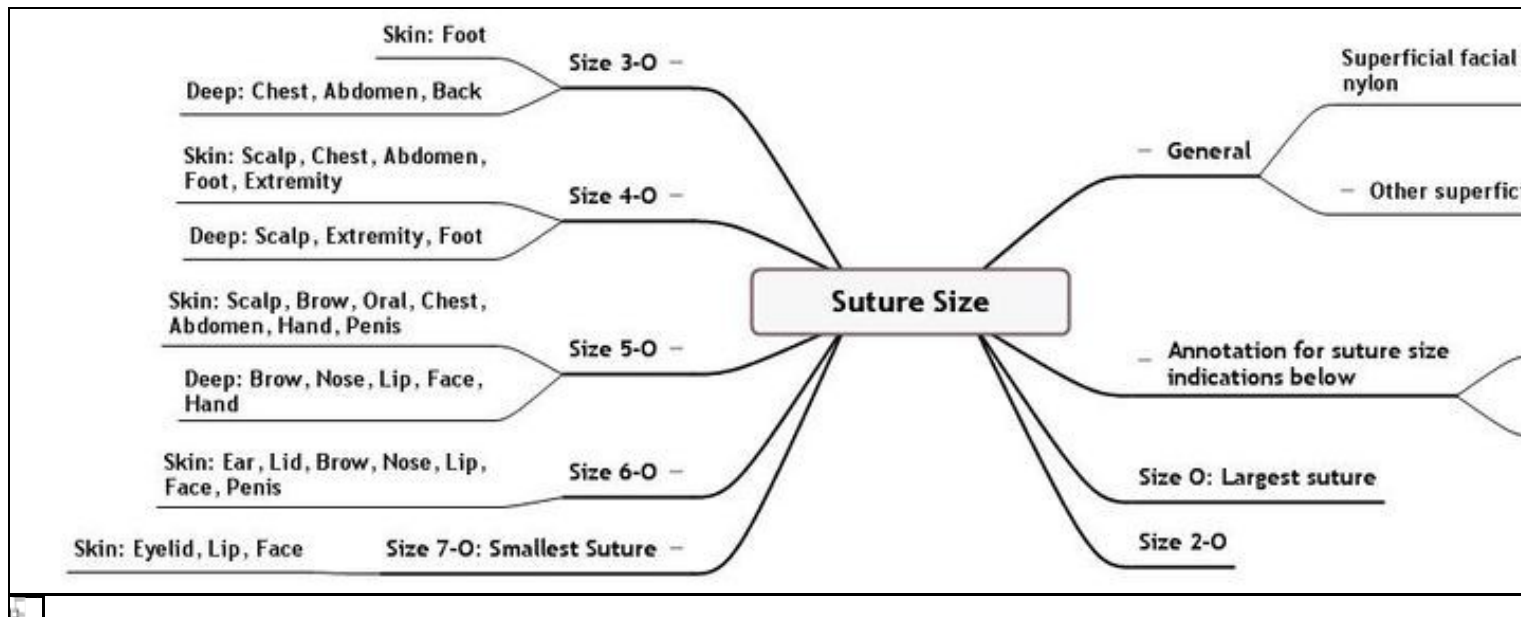 Skin: Foot
Size 3-O
Deep: Chest, Abdomen, Back
Skin: Scalp, Chest, Abdomen,
Foot, Extremity
Size 4-O
Deep: Scalp, Extremity, Foot
Skin: Scalp, Brow, Oral, Chest,
Abdomen, Hand, Penis
Size 5-O
Deep: Brow, Nose, Lip, Face,
Hand
Skin: Ear, Lid, Brow, Nose, Lip,
Face, Penis
Size 6-O
Skin: Eyelid, Lip, Face
Size 7-O: Smallest Suture
Suture Size
General
Superficial facial
nylon
Other
Annotation for suture size
indications below
Size O: Largest suture
Size 2-O